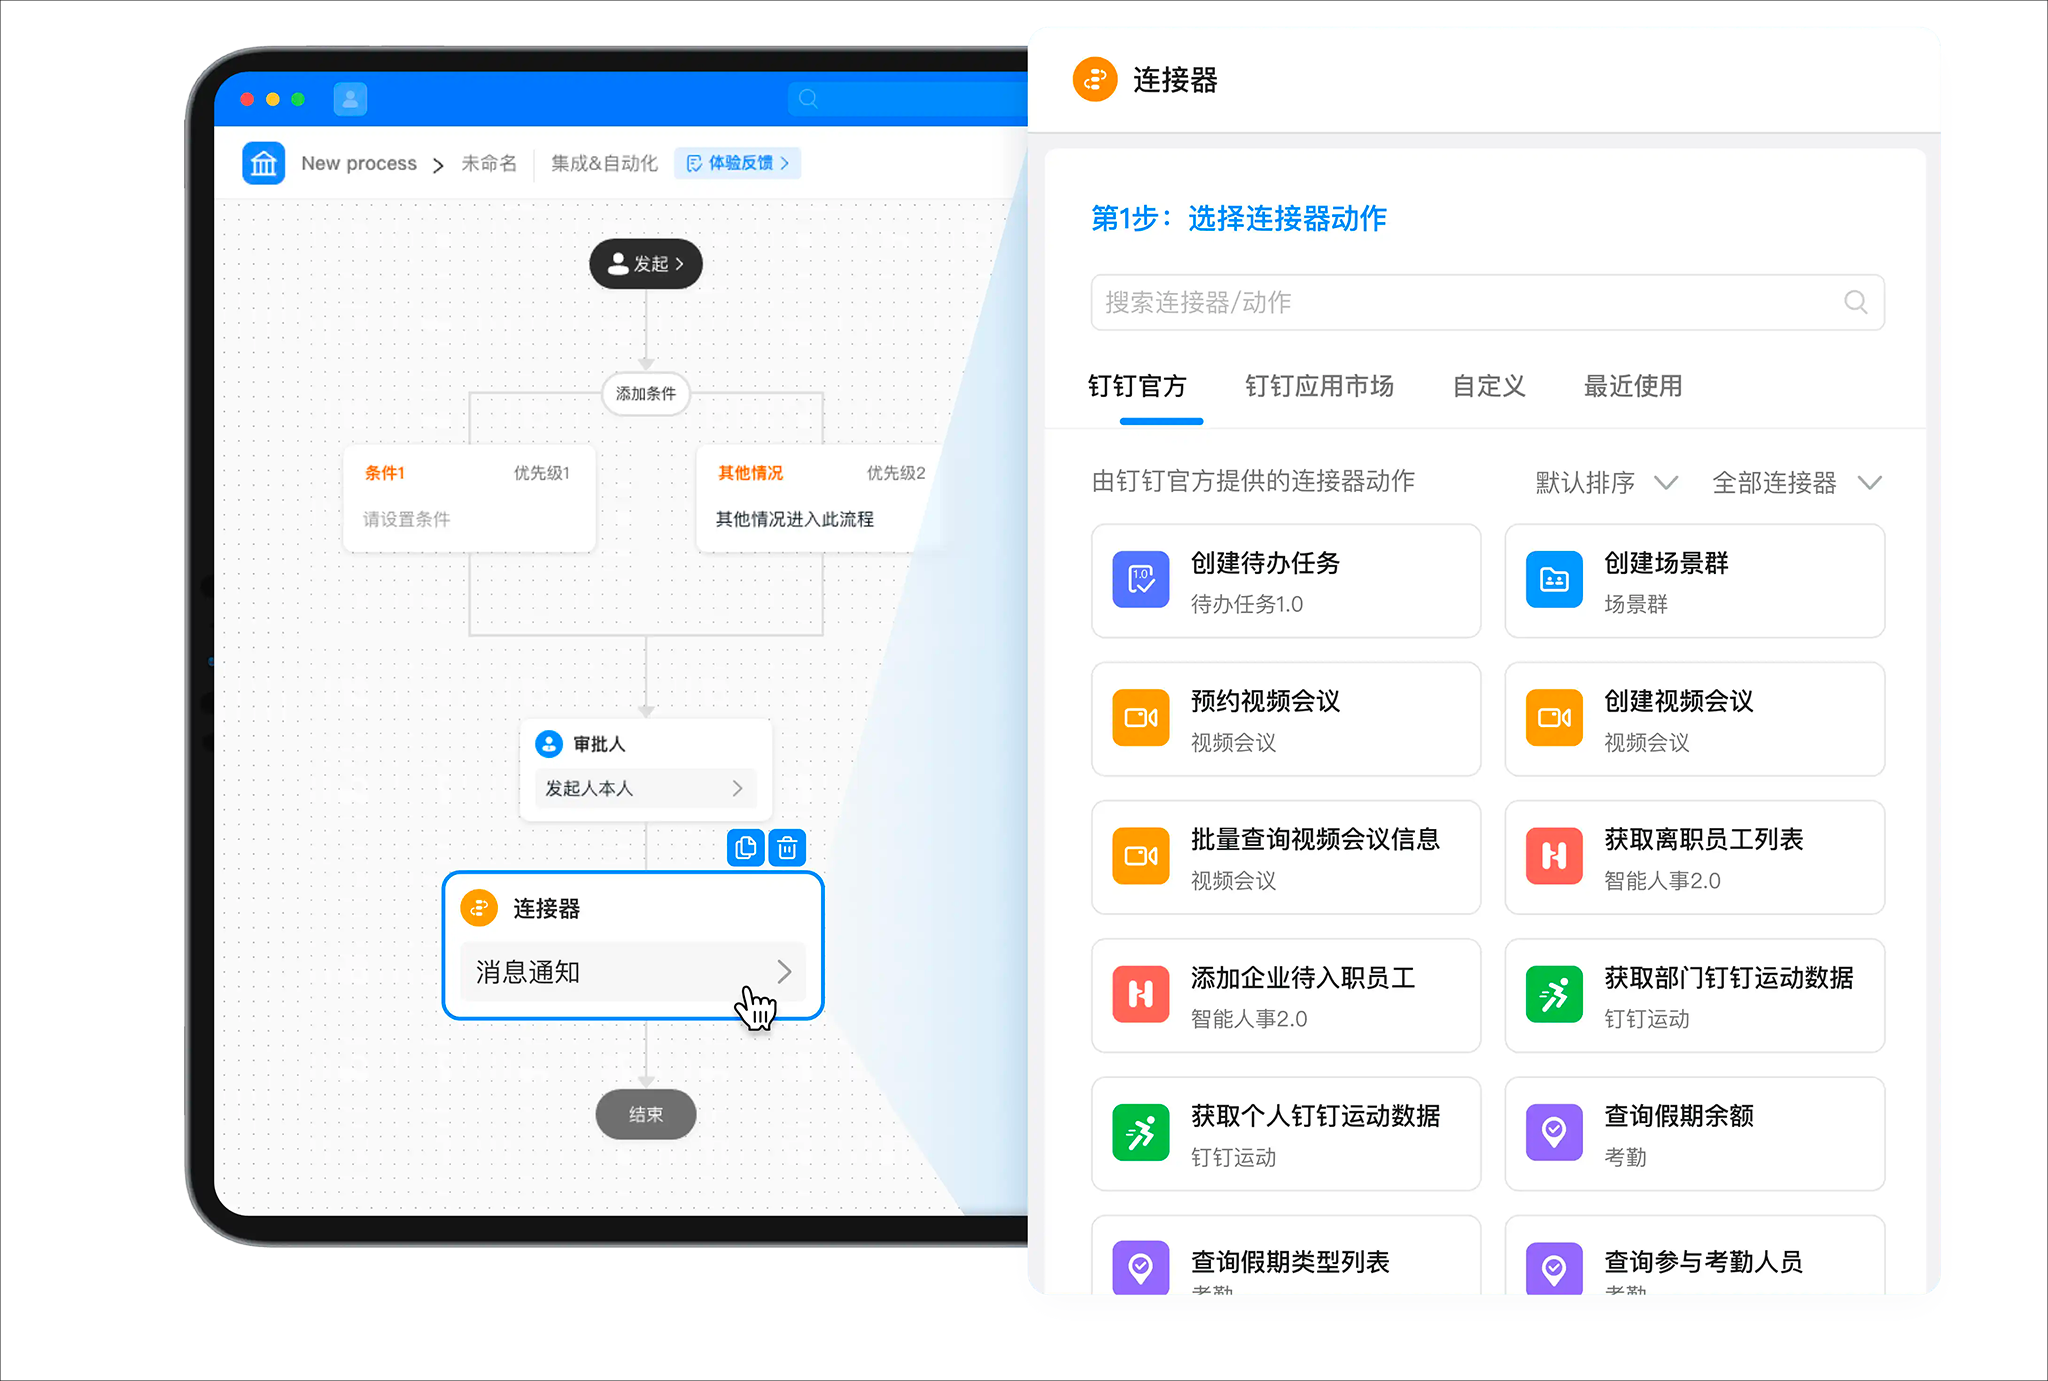 New process
未命名
集成&自动化
体验反馈
发起
添加条件
条件1
优先级1
请设置条件
其他情况
优先级2
其他情况进入此流程
审批人
发起人本人
连接器
消息通知
结束
连接器
第1步：选择连接器动作
搜索连接器/动作
钉钉官方
钉钉应用市场
自定义
最近使用
由钉钉官方提供的连接器动作
默认排序
全部连接器
1.0
创建待办任务
待办任务1.0
创建场景群
场景群
预约视频会议
视频会议
创建视频会议
视频会议
批量查询视频会议信息
视频会议
获取离职员工列表
智能人事2.0
添加企业待入职员工
智能人事2.0
获取部门钉钉运动数据
钉钉运动
获取个人钉钉运动数据
钉钉运动
查询假期余额
考勤
查询假期类型列表
考勤
查询参与考勤人员
考勤